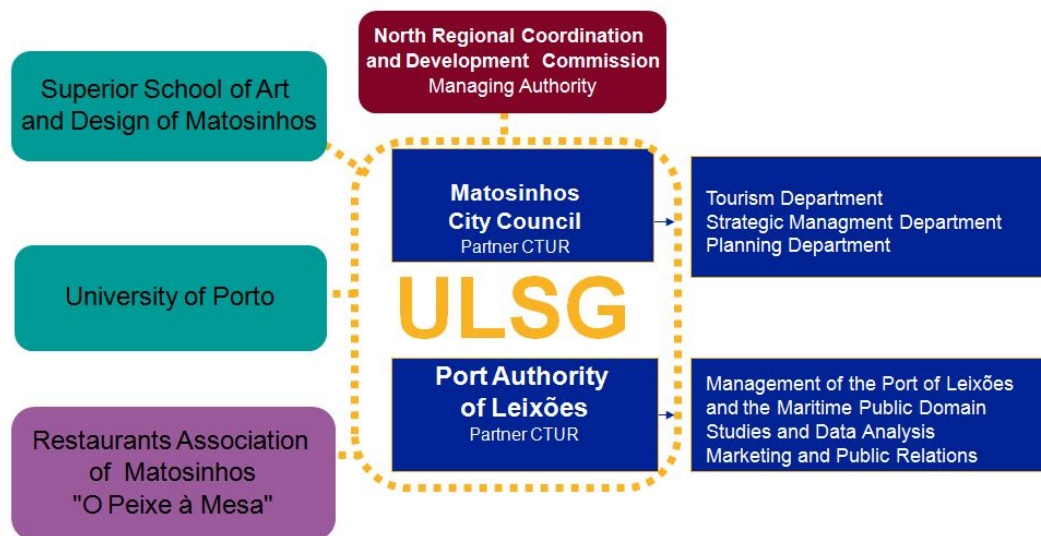 North Regional Coordination
and Development Commission
Managing Authority
Superior School of Art
and Design of Matosinhos
Matosinhos
City Council
Partner CTUR
Tourism Department
Strategic Managment Department
Planning Department
University of Porto
ULSG
Port Authority
of Leixões
Partner CTUR
Management of the Port of Leixões
and the Maritime Public Domain
Studies and Data Analysis
Marketing and Public Relations
Restaurants Association
of Matosinhos
"O Peixe à Mesa"